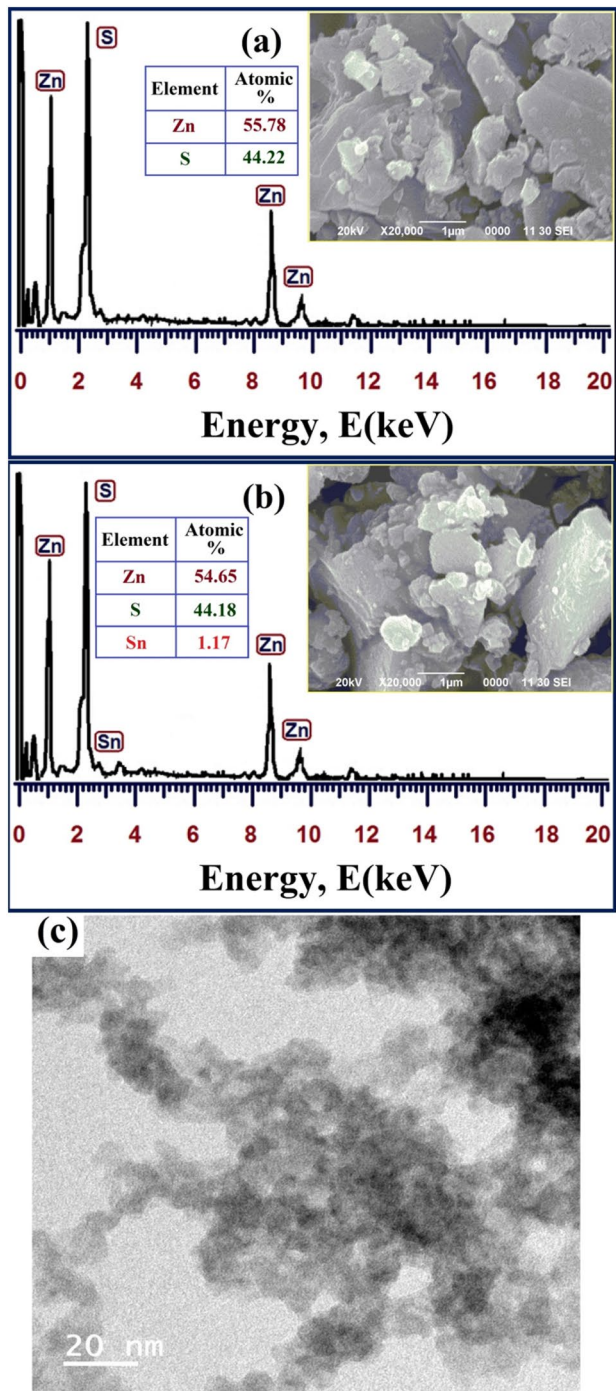 (a)
S
Zn
Element Atomic %
Zn 55.78
S 44.22
Zn
Zn
20kV X20,000 1µm 0000 11 30 SEI
0 2 4 6 8 10 12 14 16 18 20
Energy, E(keV)
(b)
S
Zn
Element Atomic %
Zn 54.65
S 44.18
Sn 1.17
Sn
Zn
Zn
20kV X20,000 1µm 0000 11 30 SEI
0 2 4 6 8 10 12 14 16 18 20
Energy, E(keV)
(c)
20 nm